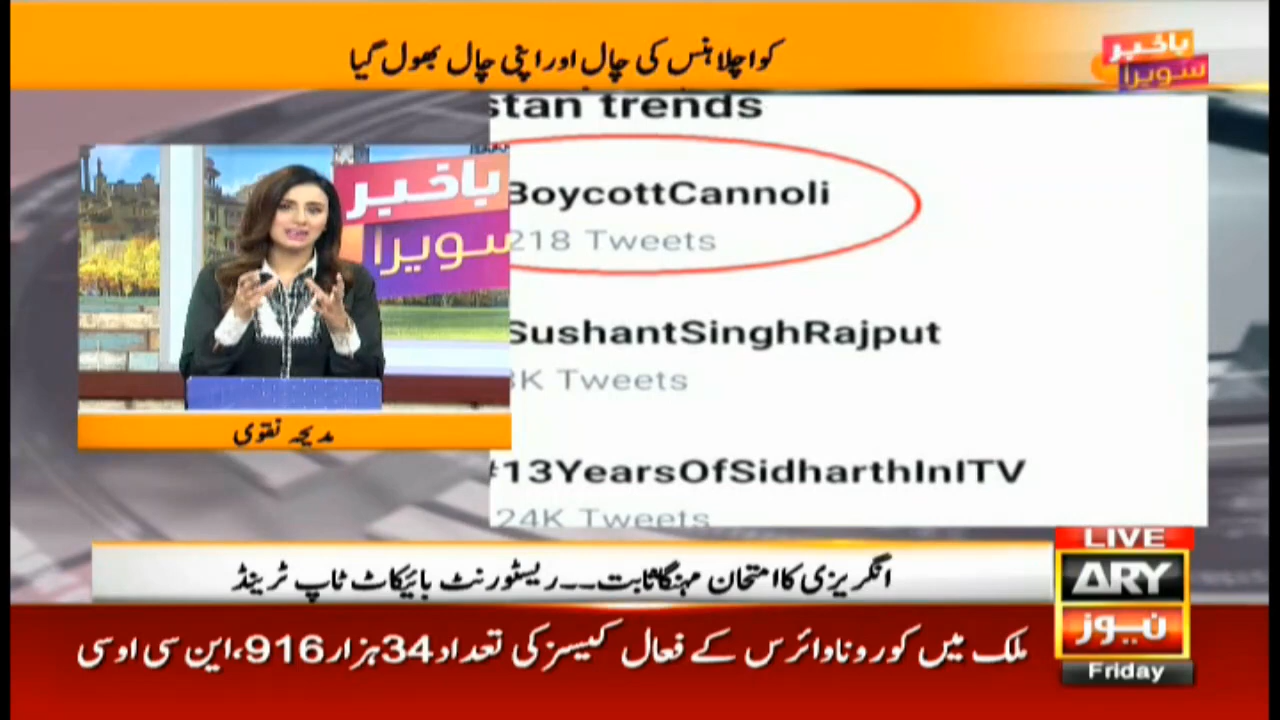 کوا چلا ہنس کی چال اور اپنی چال بھول گیا
باخبر
سویرا
stan trends
BoycottCannoli
218 Tweets
SushantSinghRajput
3K Tweets
#13YearsOfSidharthInITV
24K Tweets
باخبر
سویرا
مدیحہ نقوی
انگریزی کا امتحان مہنگا ثابت۔۔ریسٹورنٹ بائیکاٹ ٹاپ ٹرینڈ
LIVE
ARY
نیوز
Friday
ملک میں کورونا وائرس کے فعال کیسز کی تعداد 34 ہزار 916، این سی او سی